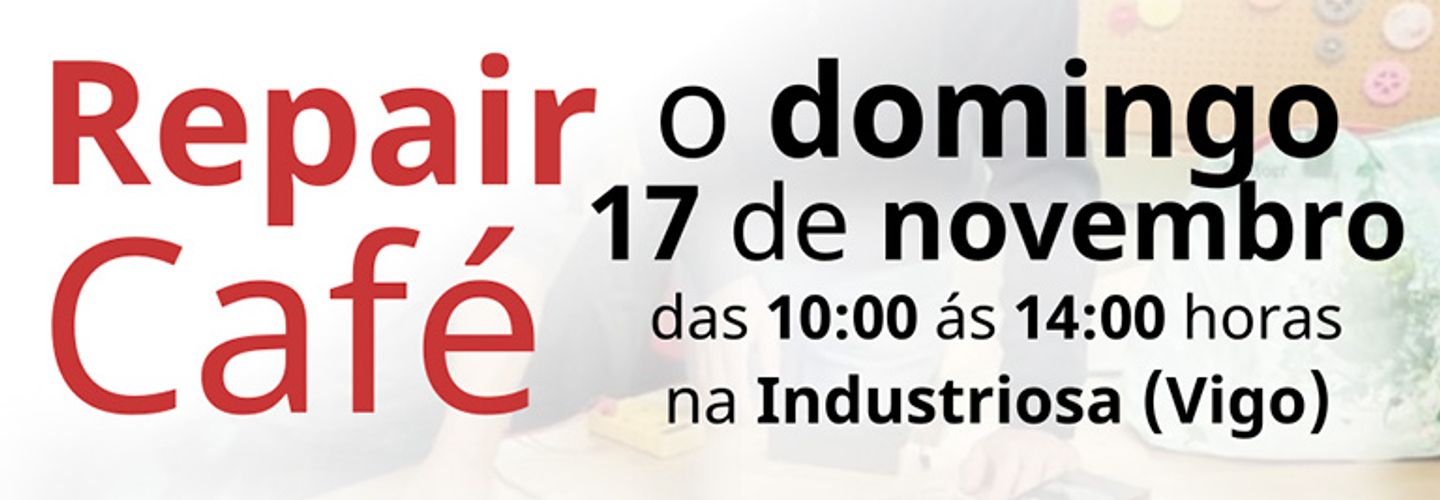 Repair
Café
o domingo
17 de novembro
das 10:00 ás 14:00 horas
na Industriosa (Vigo)